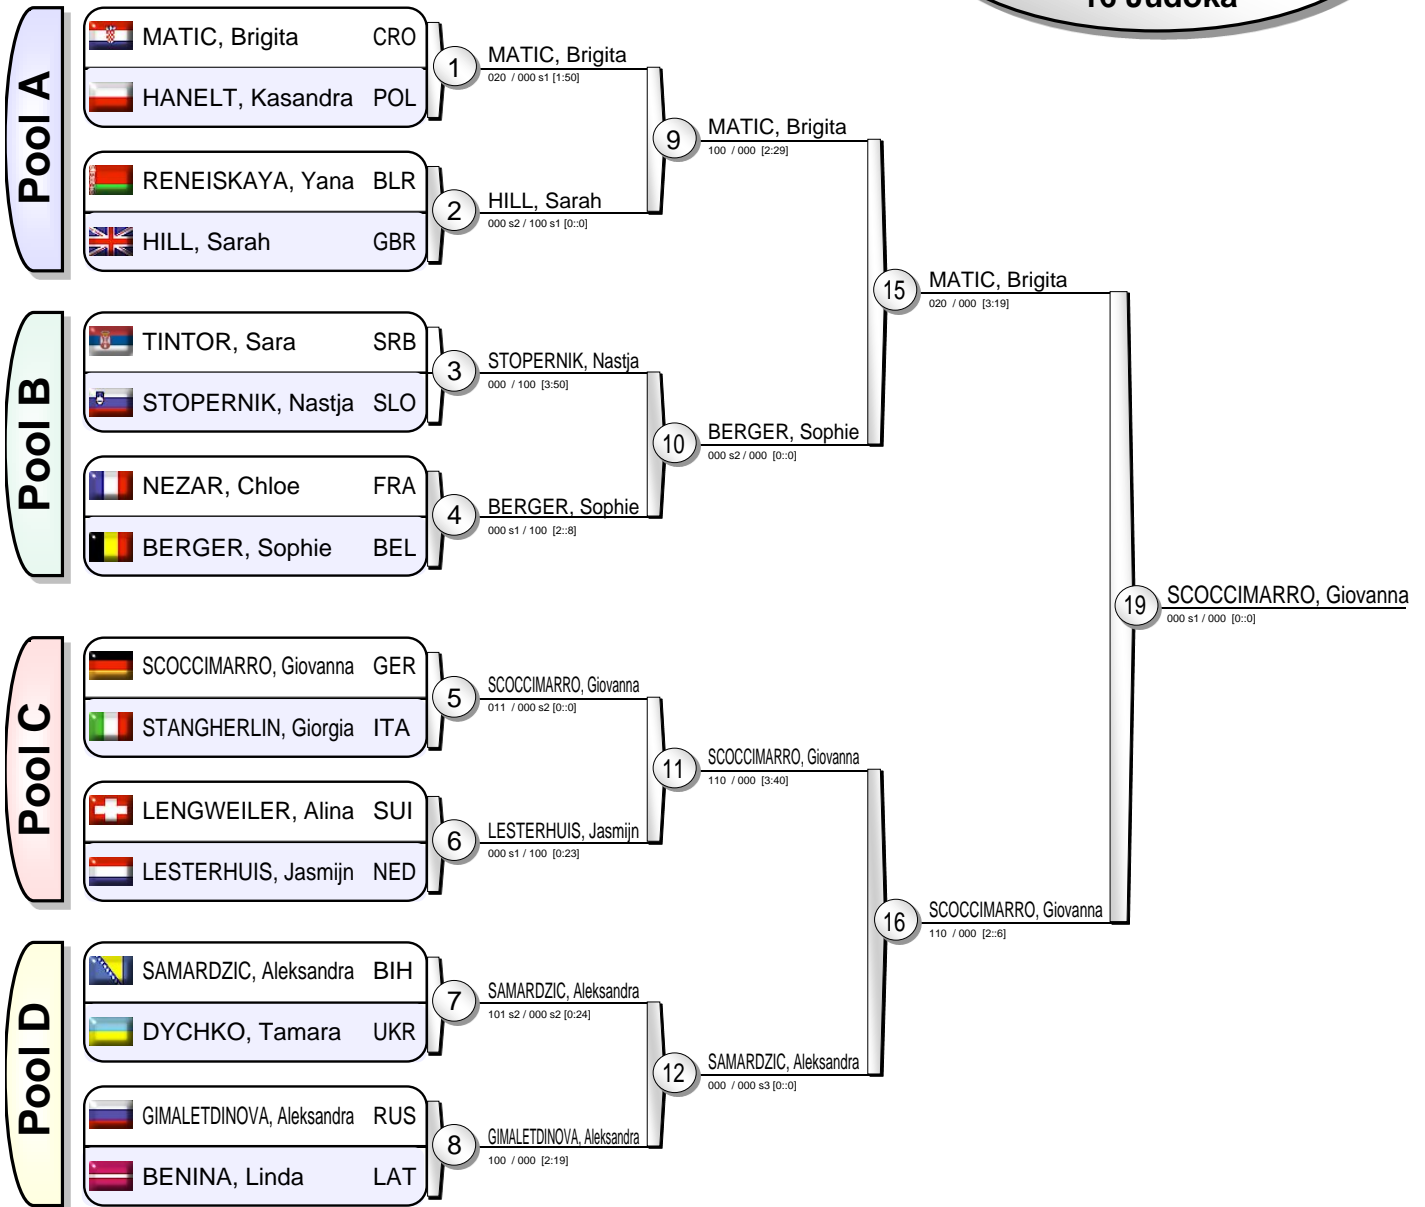 16 Judoka
Pool A
MATIC, Brigita CRO
HANELT, Kasandra POL
RENEISKAYA, Yana BLR
HILL, Sarah GBR
Pool B
TINTOR, Sara SRB
STOPERNIK, Nastja SLO
NEZAR, Chloe FRA
BERGER, Sophie BEL
Pool C
SCOCCIMARRO, Giovanna GER
STANGHERLIN, Giorgia ITA
LENGWEILER, Alina SUI
LESTERHUIS, Jasmijn NED
Pool D
SAMARDZIC, Aleksandra BIH
DYCHKO, Tamara UKR
GIMALETDINOVA, Aleksandra RUS
BENINA, Linda LAT
1
MATIC, Brigita
020 / 000 s1 [1:50]
2
HILL, Sarah
000 s2 / 100 s1 [0::0]
3
STOPERNIK, Nastja
000 / 100 [3:50]
4
BERGER, Sophie
000 s1 / 100 [2::8]
5
SCOCCIMARRO, Giovanna
011 / 000 s2 [0::0]
6
LESTERHUIS, Jasmijn
000 s1 / 100 [0:23]
7
SAMARDZIC, Aleksandra
101 s2 / 000 s2 [0:24]
8
GIMALETDINOVA, Aleksandra
100 / 000 [2:19]
9
MATIC, Brigita
100 / 000 [2:29]
10
BERGER, Sophie
000 s2 / 000 [0::0]
11
SCOCCIMARRO, Giovanna
110 / 000 [3:40]
12
SAMARDZIC, Aleksandra
000 / 000 s3 [0::0]
15
MATIC, Brigita
020 / 000 [3:19]
16
SCOCCIMARRO, Giovanna
110 / 000 [2::6]
19
SCOCCIMARRO, Giovanna
000 s1 / 000 [0::0]